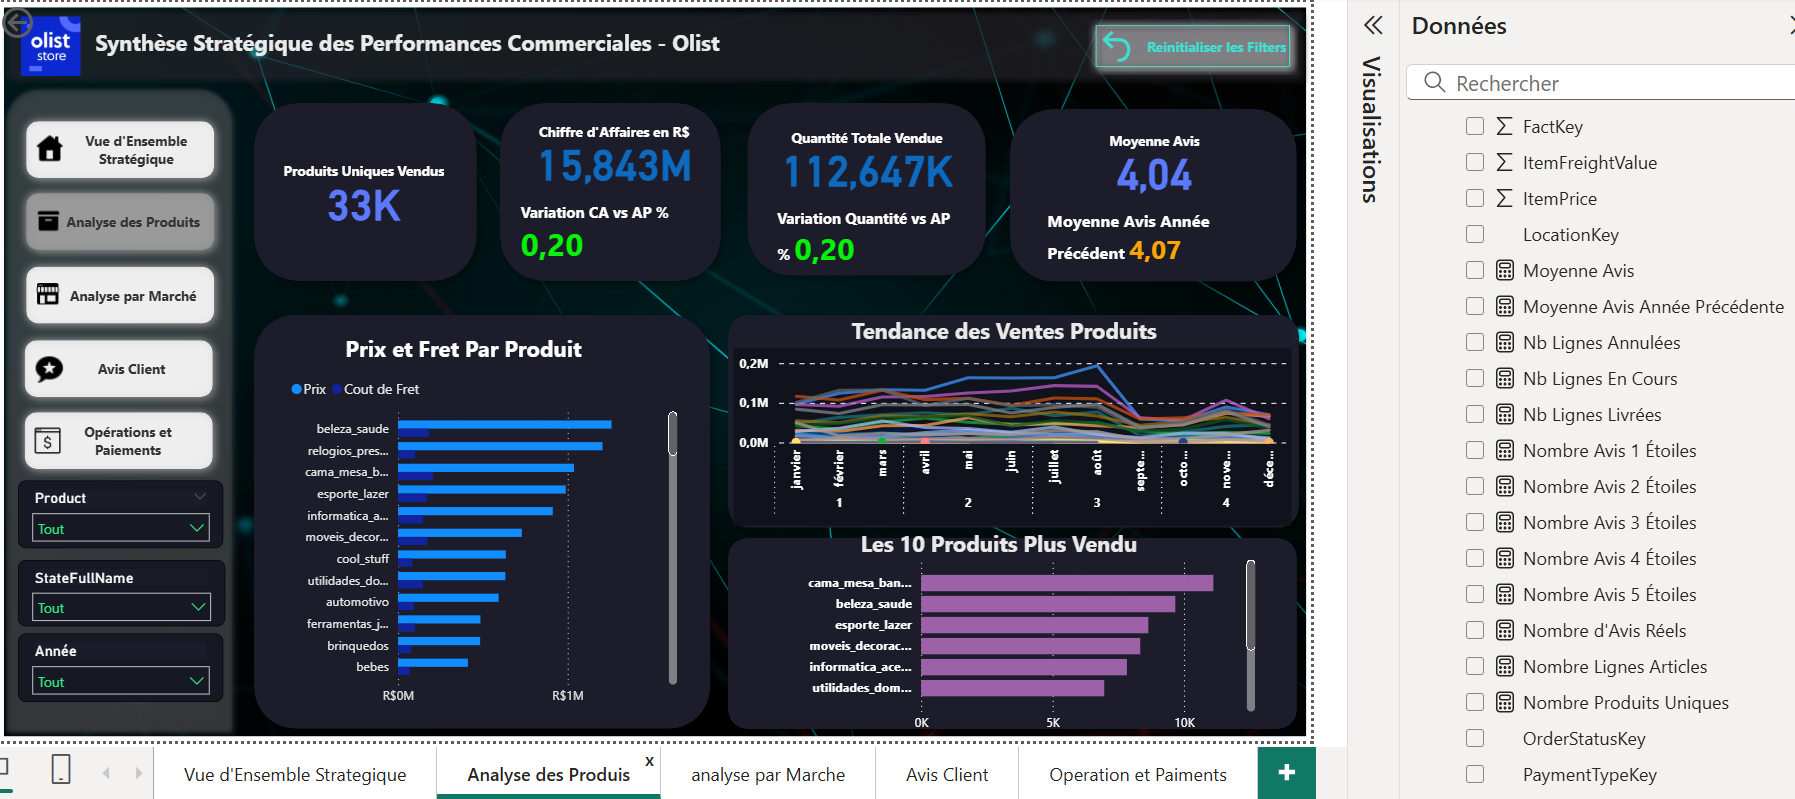 olist
store
Synthèse Stratégique des Performances Commerciales - Olist
Reinitialiser les Filters
Vue d'Ensemble
Stratégique
Analyse des Produits
Analyse par Marché
Avis Client
Opérations et
Paiements
Product
Tout
StateFullName
Tout
Année
Tout
Produits Uniques Vendus
33K
Chiffre d'Affaires en R$
15,843M
Variation CA vs AP %
0,20
Quantité Totale Vendue
112,647K
Variation Quantité vs AP
% 0,20
Moyenne Avis
4,04
Moyenne Avis Année
Précédent 4,07
Prix et Fret Par Produit
Prix Cout de Fret
beleza_saude
relogios_pres...
cama_mesa_b...
esporte_lazer
informatica_a...
moveis_decor...
cool_stuff
utilidades_do...
automotivo
ferramentas_j...
brinquedos
bebes
R$0M R$1M
Tendance des Ventes Produits
0,2M
0,1M
0,0M
janvier février mars avril mai juin juillet août septe... octo... nove... déce...
1 2 3 4
Les 10 Produits Plus Vendu
cama_mesa_ban...
beleza_saude
esporte_lazer
moveis_decorac...
informatica_ace...
utilidades_dom...
0K 5K 10K
Visualisations
Données
Rechercher
FactKey
ItemFreightValue
ItemPrice
LocationKey
Moyenne Avis
Moyenne Avis Année Précédente
Nb Lignes Annulées
Nb Lignes En Cours
Nb Lignes Livrées
Nombre Avis 1 Étoiles
Nombre Avis 2 Étoiles
Nombre Avis 3 Étoiles
Nombre Avis 4 Étoiles
Nombre Avis 5 Étoiles
Nombre d'Avis Réels
Nombre Lignes Articles
Nombre Produits Uniques
OrderStatusKey
PaymentTypeKey
Vue d'Ensemble Strategique
Analyse des Produis x
analyse par Marche
Avis Client
Operation et Paiments